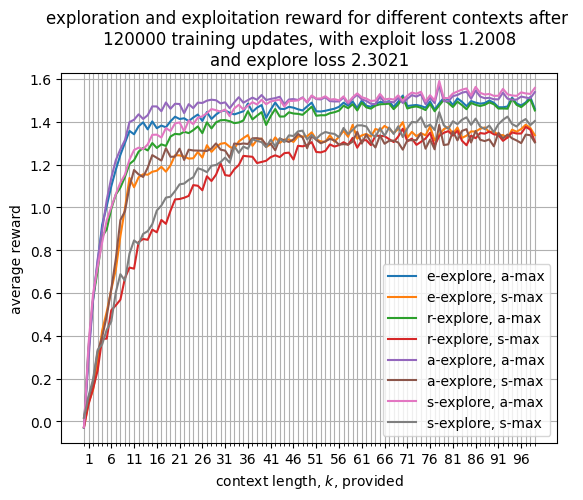 exploration and exploitation reward for different contexts after
120000 training updates, with exploit loss 1.2008
and explore loss 2.3021
1.6
1.4
1.2
1.0
0.8
0.6
0.4
0.2
0.0
average reward
e-explore, a-max
e-explore, s-max
r-explore, a-max
r-explore, s-max
a-explore, a-max
a-explore, s-max
s-explore, a-max
s-explore, s-max
1 6 11 16 21 26 31 36 41 46 51 56 61 66 71 76 81 86 91 96
context length, k, provided